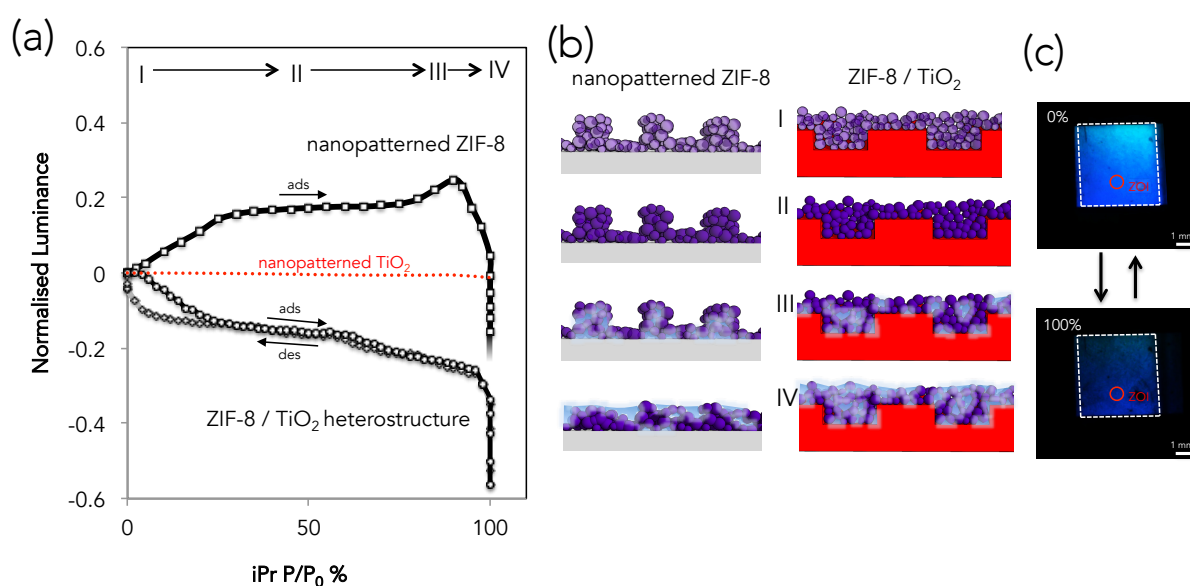 (a)
0.6
0.4
0.2
0
-0.2
-0.4
-0.6
Normalised Luminance
I II III IV
nanopatterned ZIF-8
ads
nanopatterned TiO2
ads
des
ZIF-8 / TiO2 heterostructure
0 50 100
iPr P/P0 %
(b)
nanopatterned ZIF-8 ZIF-8 / TiO2
I
II
III
IV
(c)
0%
ZOI
1 mm
100%
ZOI
1 mm